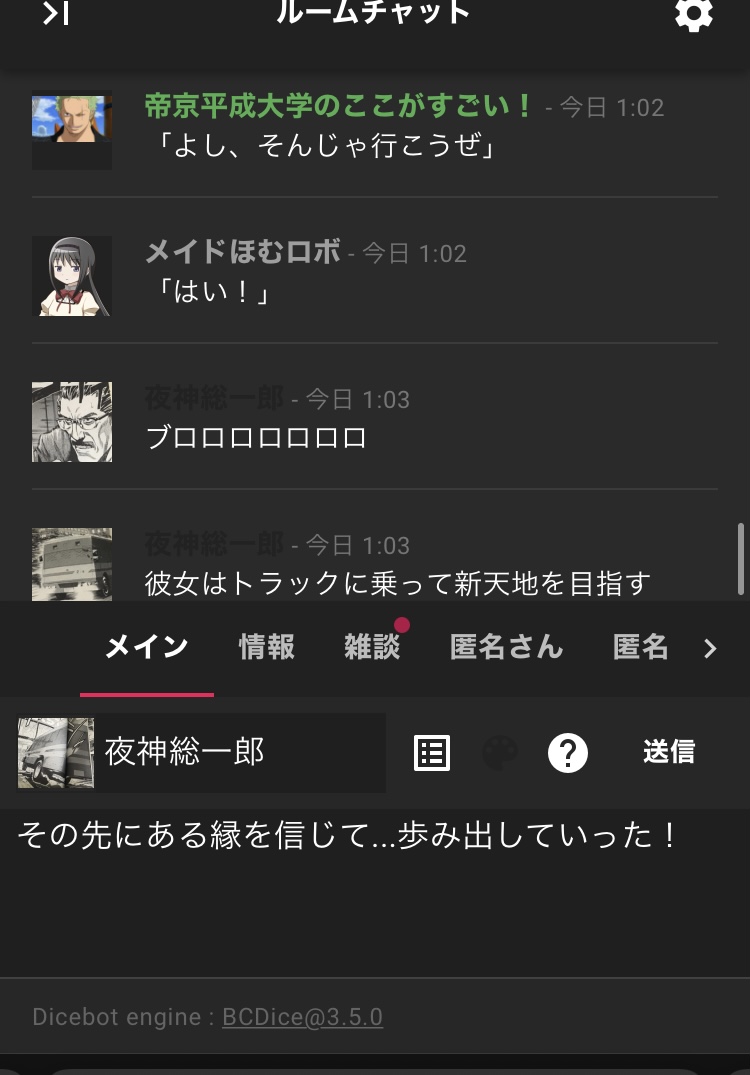 ルームチャット
帝京平成大学のここがすごい！ - 今日 1:02
「よし、そんじゃ行こうぜ」
メイドほむロボ - 今日 1:02
「はい！」
夜神総一郎 - 今日 1:03
ブロロロロロロロ
夜神総一郎 - 今日 1:03
彼女はトラックに乗って新天地を目指す
メイン 情報 雑談 匿名さん 匿名
夜神総一郎 送信
その先にある縁を信じて…歩み出していった！
Dicebot engine : BCDice@3.5.0